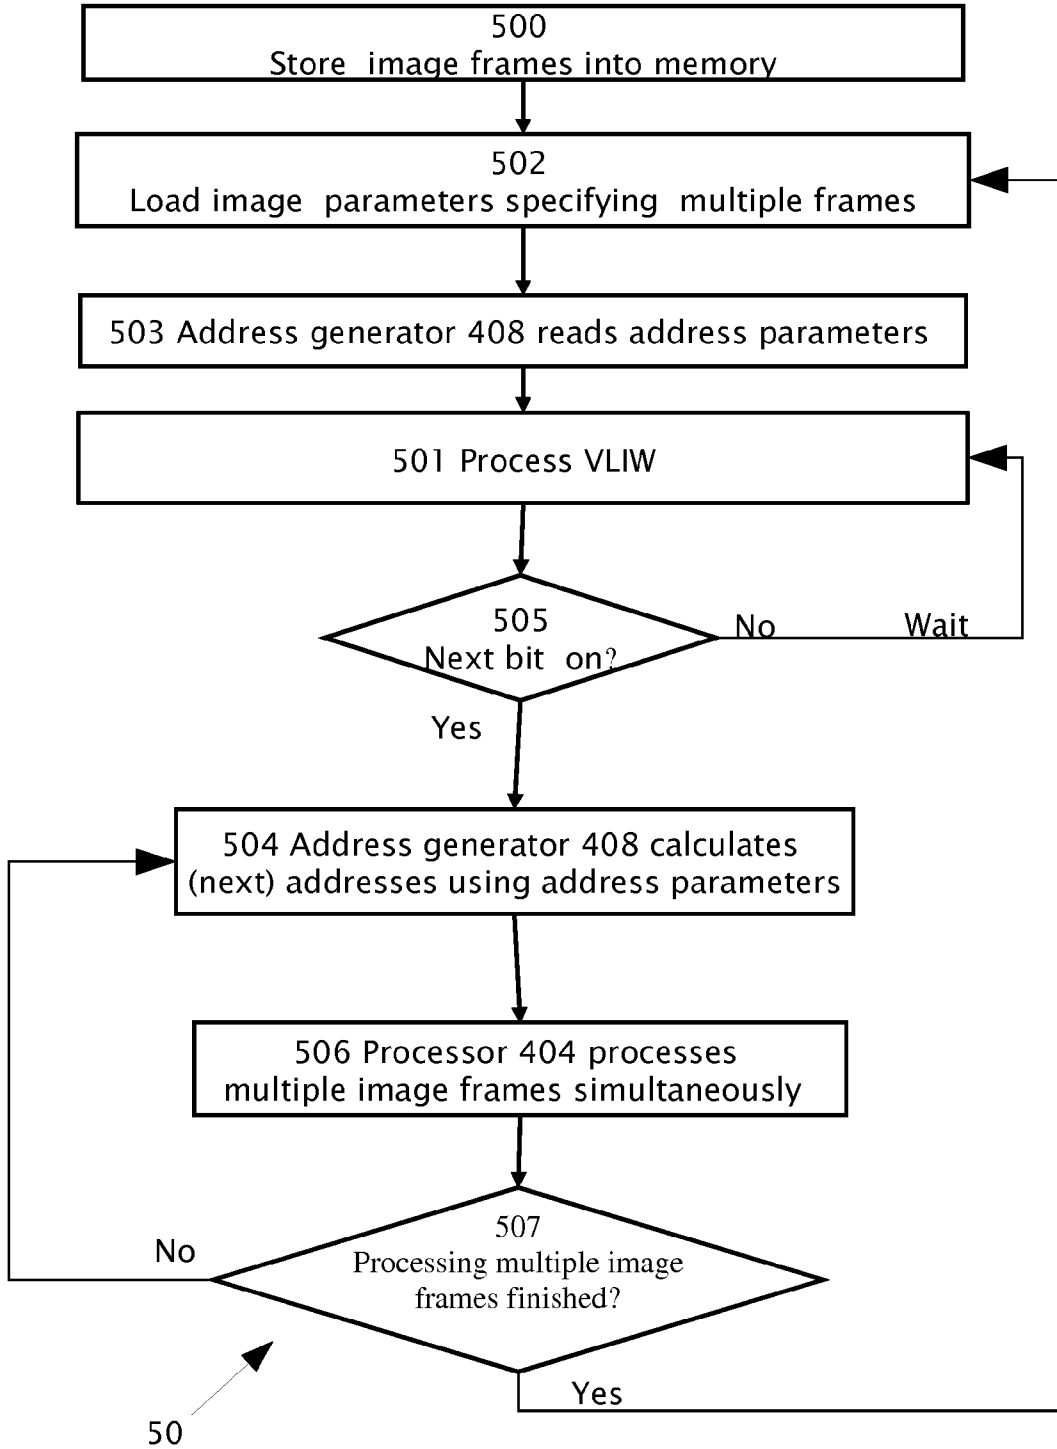 500
Store image frames into memory
502
Load image parameters specifying multiple frames
503 Address generator 408 reads address parameters
501 Process VLIW
505
Next bit on?
No Wait
Yes
504 Address generator 408 calculates
(next) addresses using address parameters
506 Processor 404 processes
multiple image frames simultaneously
507
Processing multiple image
frames finished?
No
Yes
50